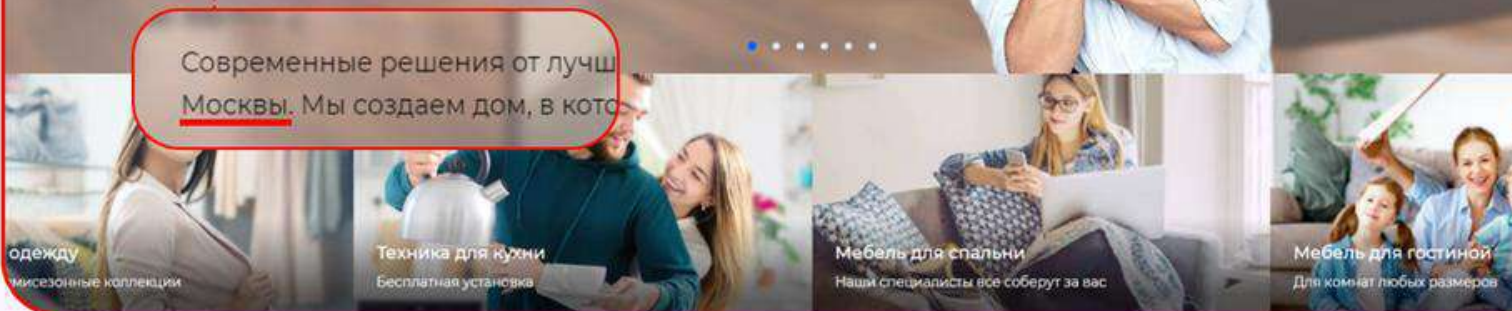 Современные решения от лучш
Москвы. Мы создаем дом, в кото
одежду
мисезонные коллекции
Техника для кухни
Бесплатная установка
Мебель для спальни
Наши специалисты все соберут за вас
Мебель для гостиной
Для комнат любых размеров